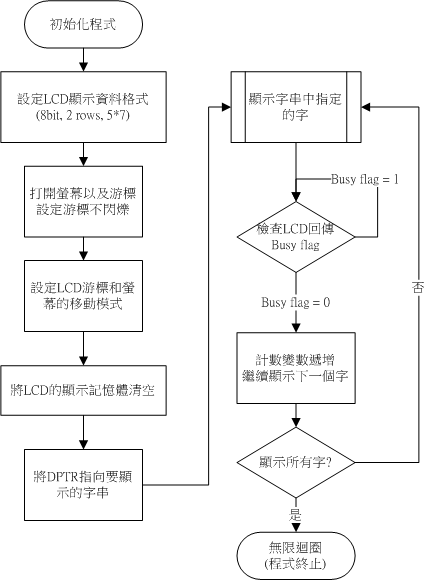 初始化程式
設定LCD顯示資料格式
(8bit, 2 rows, 5*7)
打開螢幕以及游標
設定游標不閃爍
設定LCD游標和螢
幕的移動模式
將LCD的顯示記憶體清空
將DPTR指向要顯
示的字串
顯示字串中指定
的字
Busy flag = 1
檢查LCD回傳
Busy flag
Busy flag = 0
計數變數遞增
繼續顯示下一個字
顯示所有字?
否
是
無限迴圈
(程式終止)